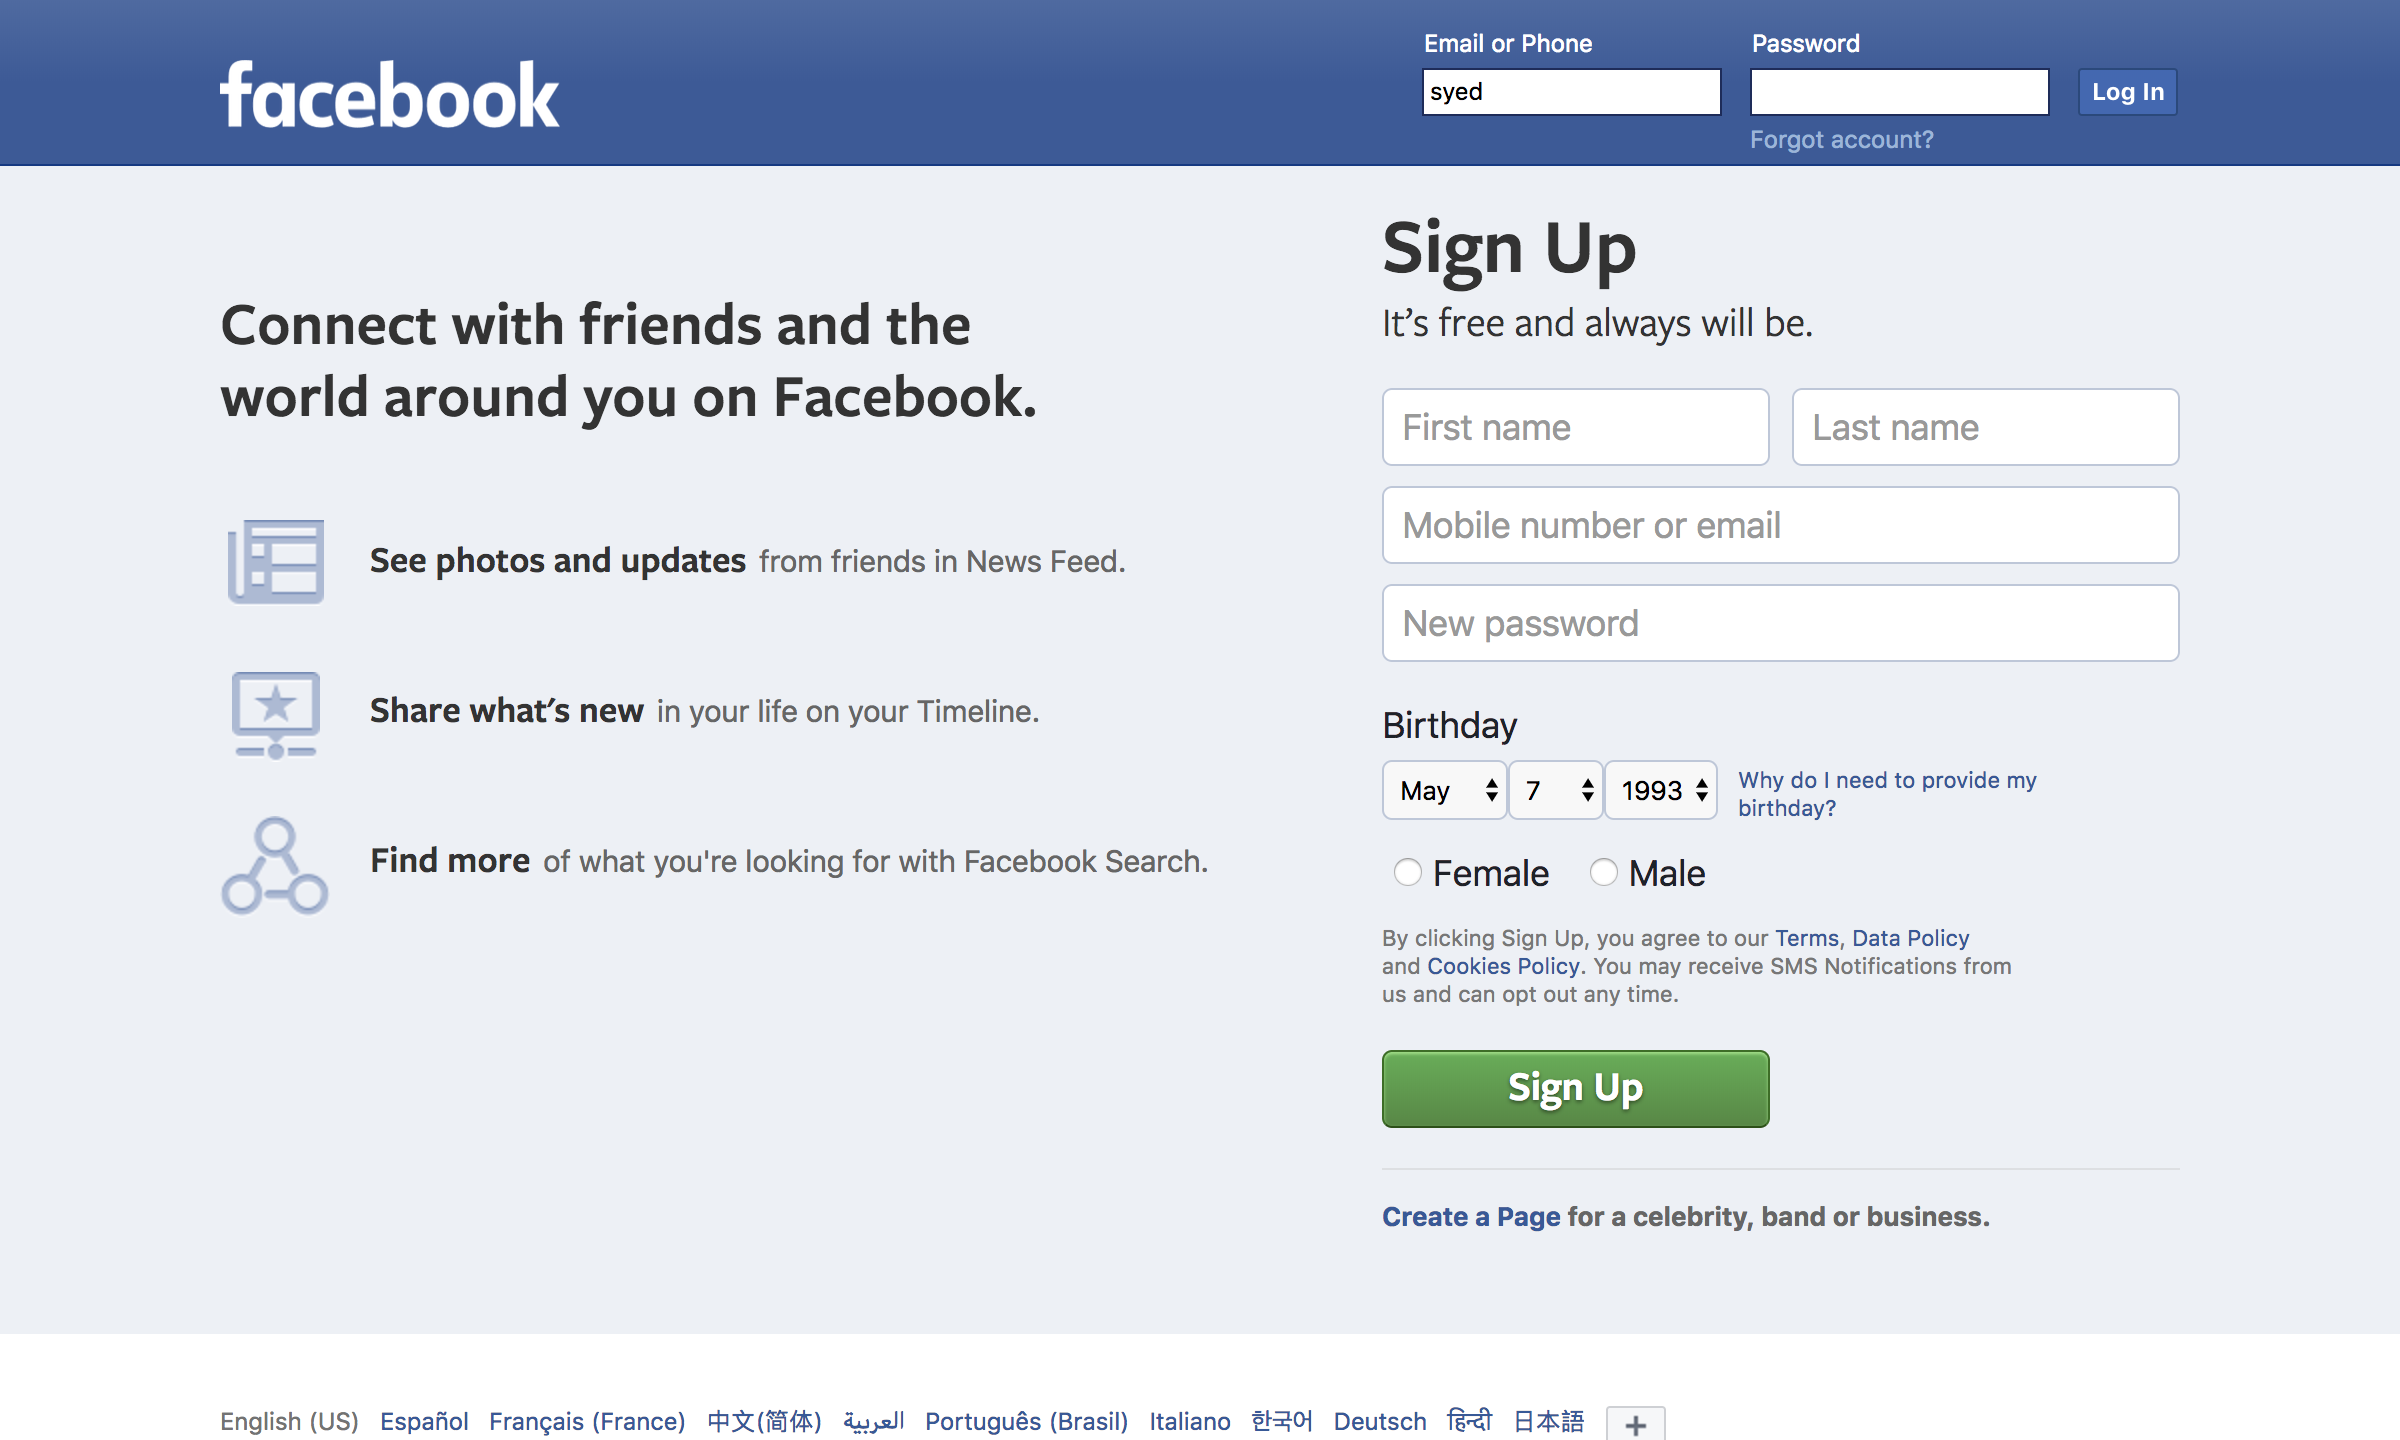 facebook
Email or Phone
Password
syed
Log In
Forgot account?
Connect with friends and the
world around you on Facebook.
See photos and updates from friends in News Feed.
Share what's new in your life on your Timeline.
Find more of what you're looking for with Facebook Search.
Sign Up
It's free and always will be.
First name
Last name
Mobile number or email
New password
Birthday
May 7 1993
Why do I need to provide my
birthday?
Female Male
By clicking Sign Up, you agree to our Terms, Data Policy
and Cookies Policy. You may receive SMS Notifications from
us and can opt out any time.
Sign Up
Create a Page for a celebrity, band or business.
English (US) Español Français (France) 中文(简体) العربية Português (Brasil) Italiano 한국어 Deutsch हिन्दी 日本語 +